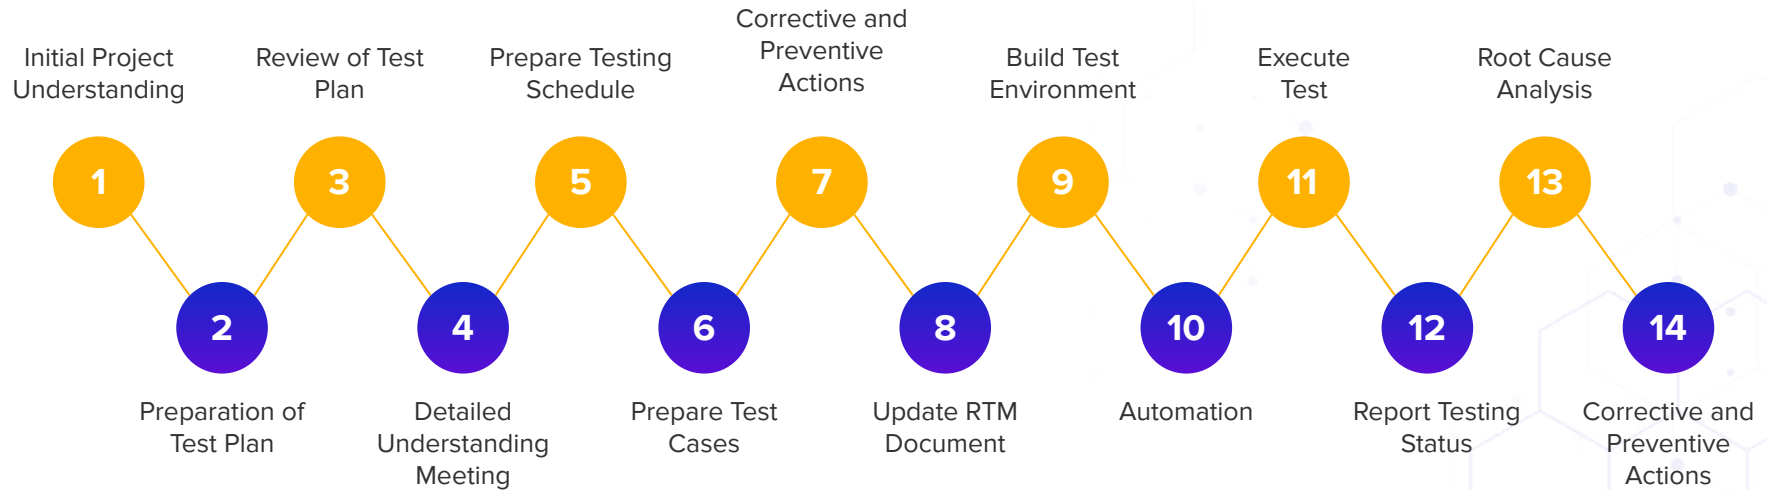 Initial Project
Understanding
Review of Test
Plan
Prepare Testing
Schedule
Corrective and
Preventive
Actions
Build Test
Environment
Execute
Test
Root Cause
Analysis
1
3
5
7
9
11
13
2
4
6
8
10
12
14
Preparation of
Test Plan
Detailed
Understanding
Meeting
Prepare Test
Cases
Update RTM
Document
Automation
Report Testing
Status
Corrective and
Preventive
Actions